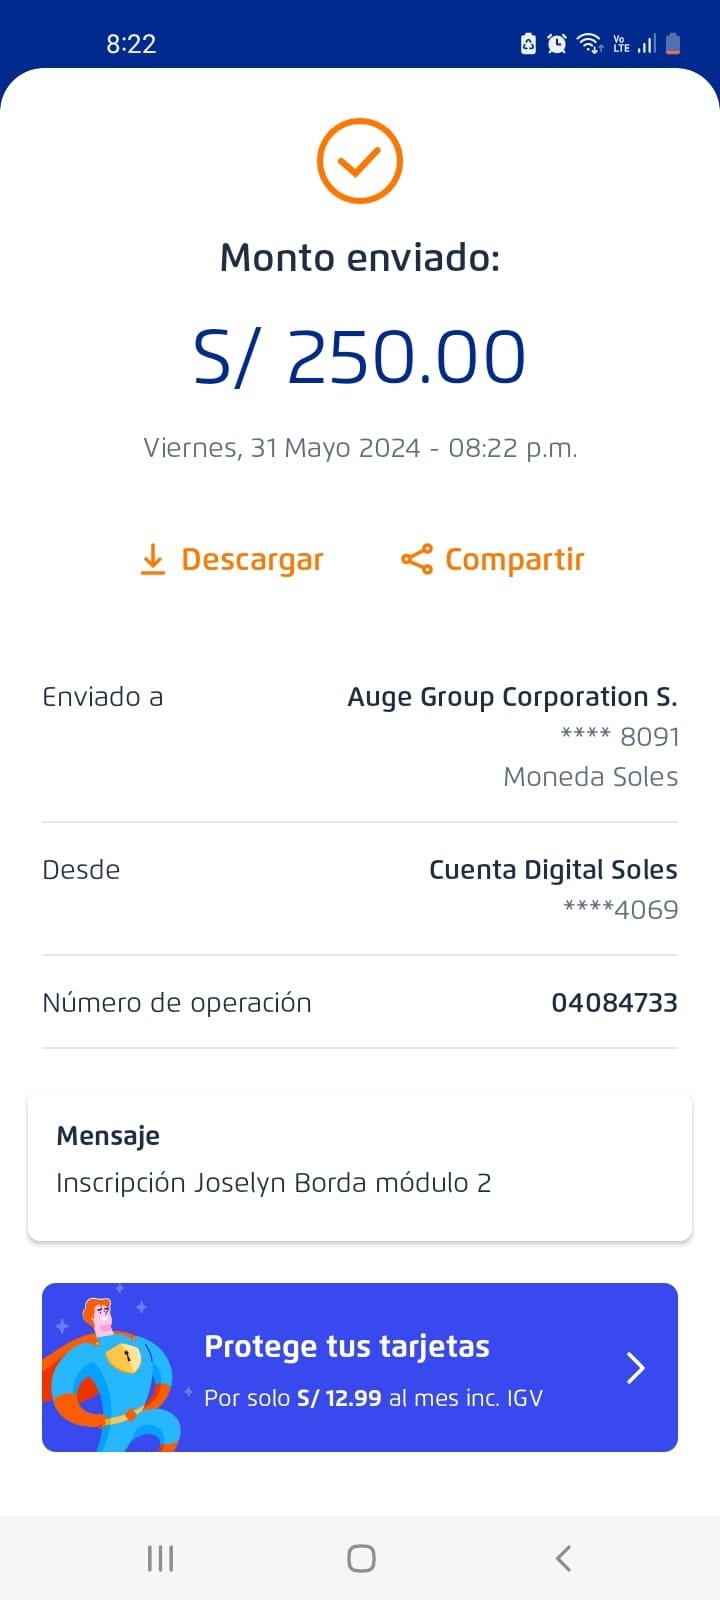 8:22
Vo
LTE
Monto enviado:
S/ 250.00
Viernes, 31 Mayo 2024 - 08:22 p.m.
Descargar
Compartir
Enviado a
Auge Group Corporation S.
**** 8091
Moneda Soles
Desde
Cuenta Digital Soles
****4069
Número de operación
04084733
Mensaje
Inscripción Joselyn Borda módulo 2
Protege tus tarjetas
Por solo S/ 12.99 al mes inc. IGV